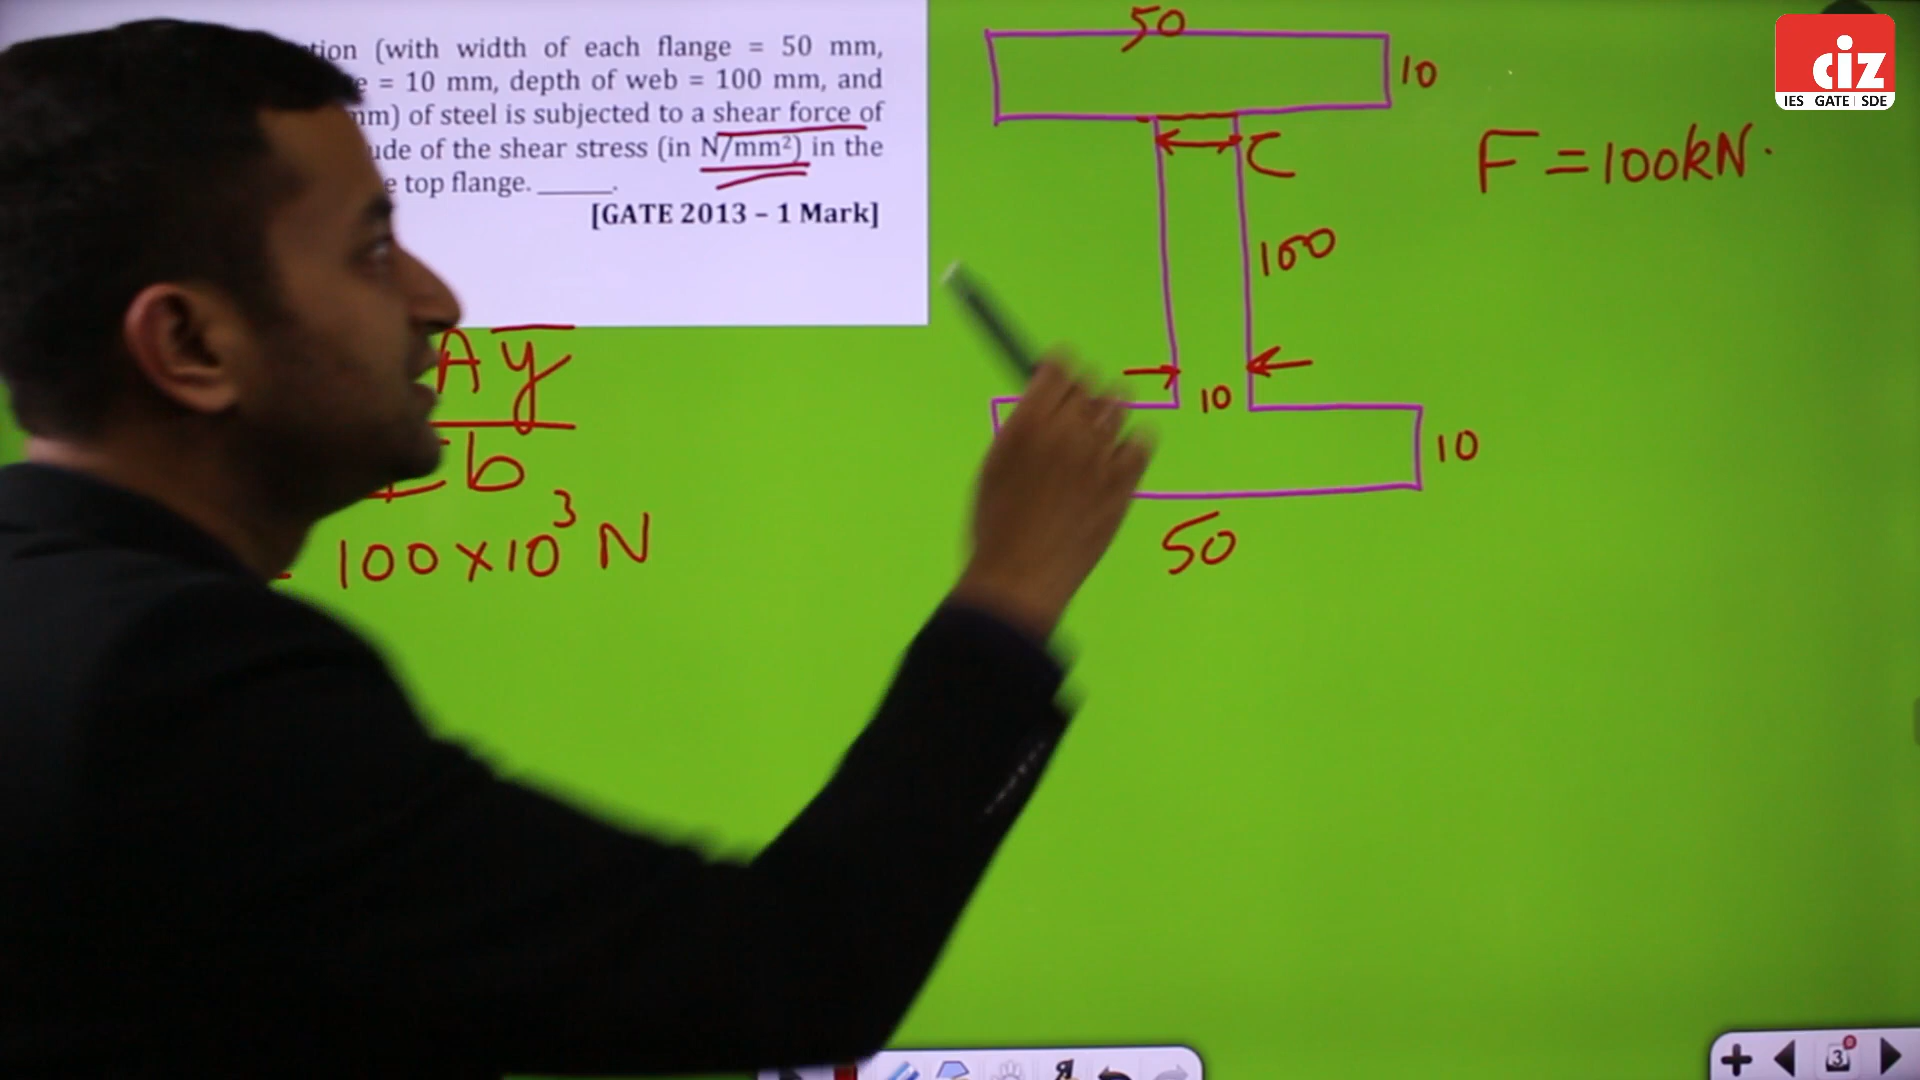 (with width of each flange = 50 mm,
= 10 mm, depth of web = 100 mm, and
mm) of steel is subjected to a shear force of
of the shear stress (in N/mm²) in the
top flange. ______.
[GATE 2013 – 1 Mark]
A ȳ
b
100 × 10³ N
50
10
C
100
10
10
50
F = 100kN.
ciz
IES GATE SDE
3